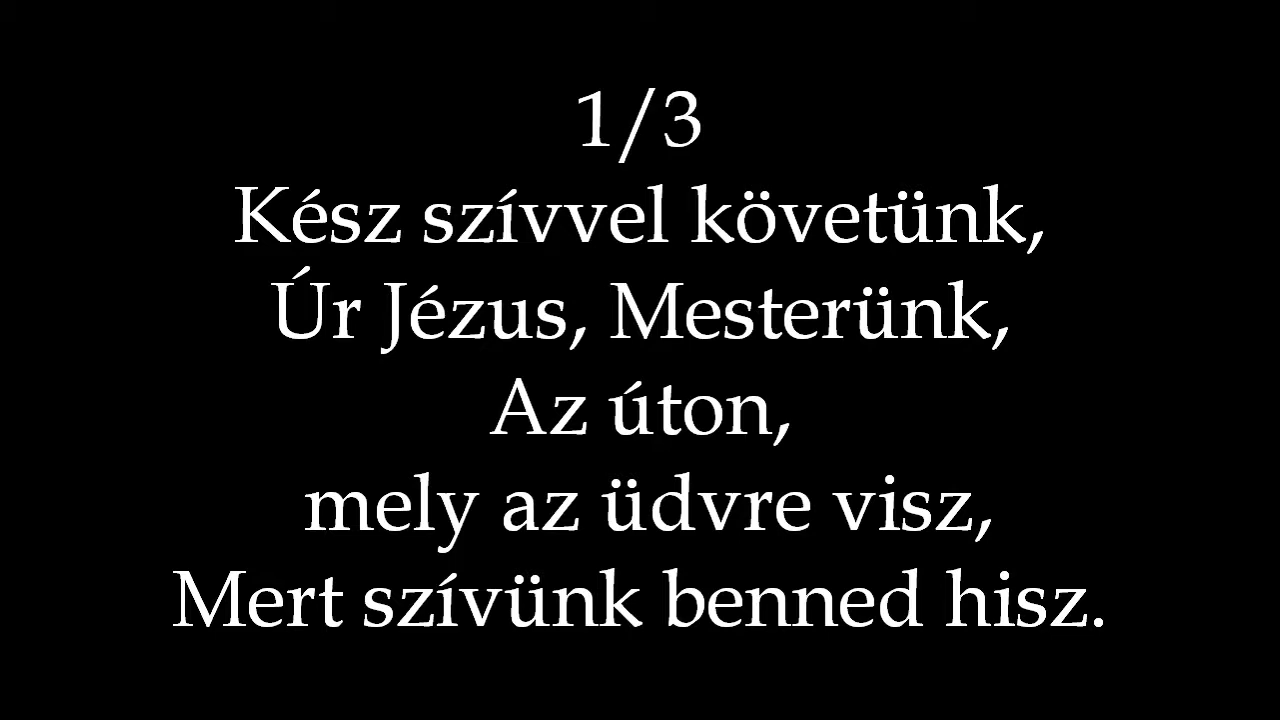 1/3
Kész szívvel követünk,
Úr Jézus, Mesterünk,
Az úton,
mely az üdvre visz,
Mert szívünk benned hisz.